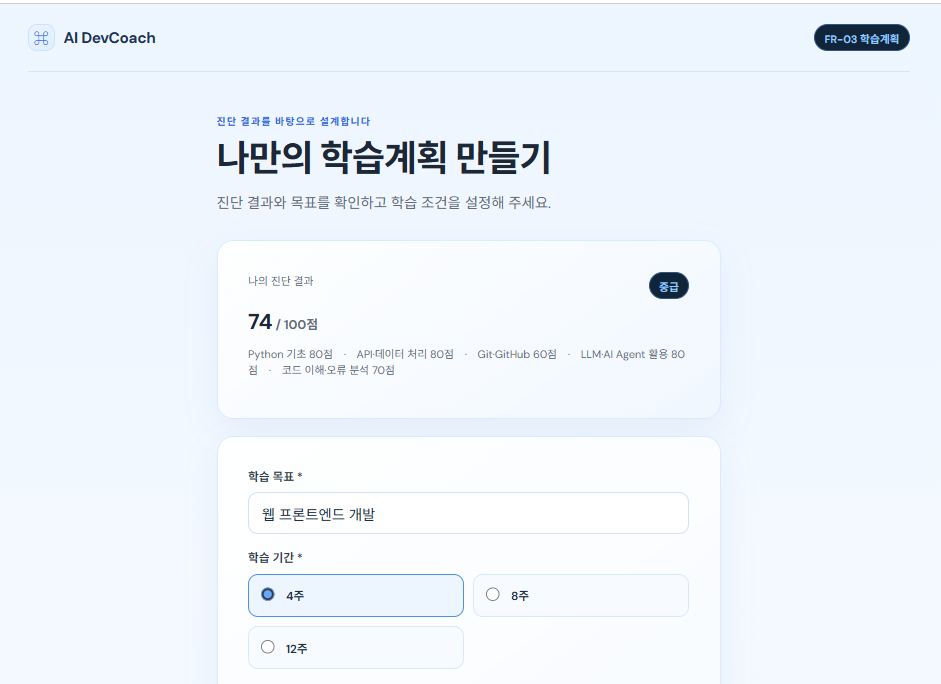 AI DevCoach
FR-03 학습계획
진단 결과를 바탕으로 설계합니다
나만의 학습계획 만들기
진단 결과와 목표를 확인하고 학습 조건을 설정해 주세요.
나의 진단 결과
중급
74 / 100점
Python 기초 80점 · API·데이터 처리 80점 · Git·GitHub 60점 · LLM·AI Agent 활용 80
점 · 코드 이해·오류 분석 70점
학습 목표 *
웹 프론트엔드 개발
학습 기간 *
4주
8주
12주